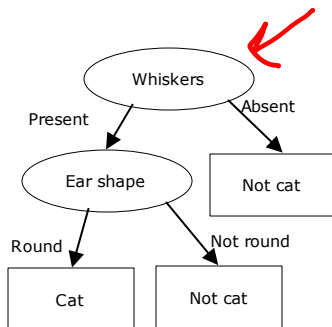 Whiskers
Present
Absent
Ear shape
Not cat
Round
Not round
Cat
Not cat